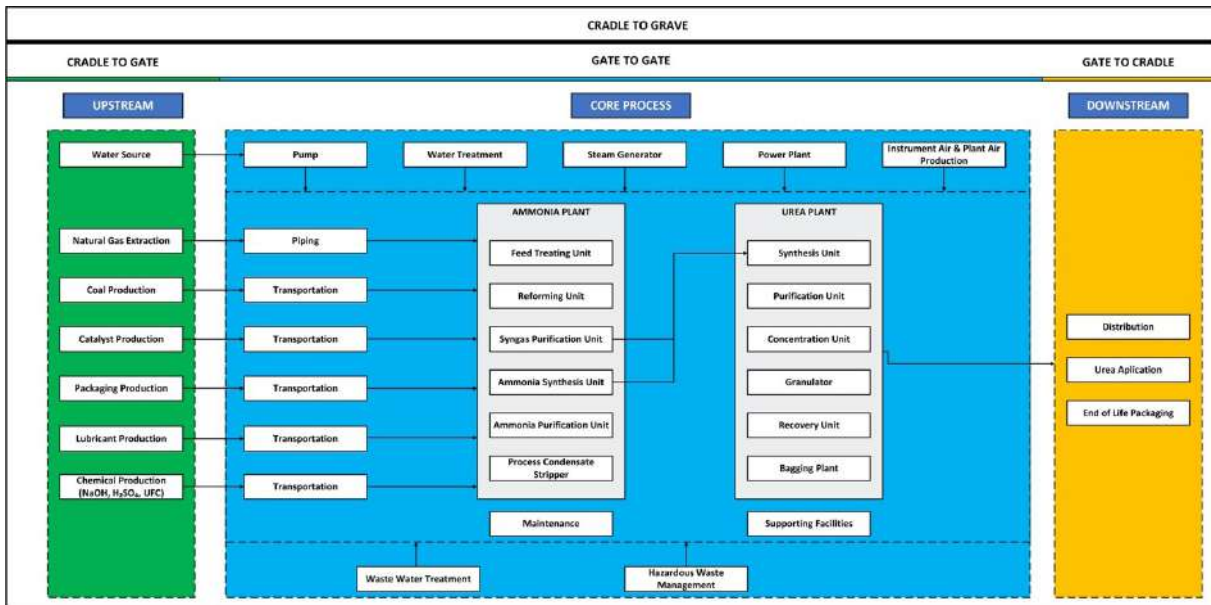 CRADLE TO GRAVE
CRADLE TO GATE
GATE TO GATE
GATE TO CRADLE
UPSTREAM
CORE PROCESS
DOWNSTREAM
Water Source
Pump
Water Treatment
Steam Generator
Power Plant
Instrument Air & Plant Air
Production
AMMONIA PLANT
UREA PLANT
Natural Gas Extraction
Piping
Feed Treating Unit
Synthesis Unit
Coal Production
Transportation
Reforming Unit
Purification Unit
Catalyst Production
Transportation
Syngas Purification Unit
Concentration Unit
Distribution
Packaging Production
Transportation
Ammonia Synthesis Unit
Granulator
Urea Aplication
Lubricant Production
Transportation
Ammonia Purification Unit
Recovery Unit
End of Life Packaging
Chemical Production
(NaOH, H₂SO₄, UFC)
Transportation
Process Condensate
Stripper
Bagging Plant
Maintenance
Supporting Facilities
Waste Water Treatment
Hazardous Waste
Management